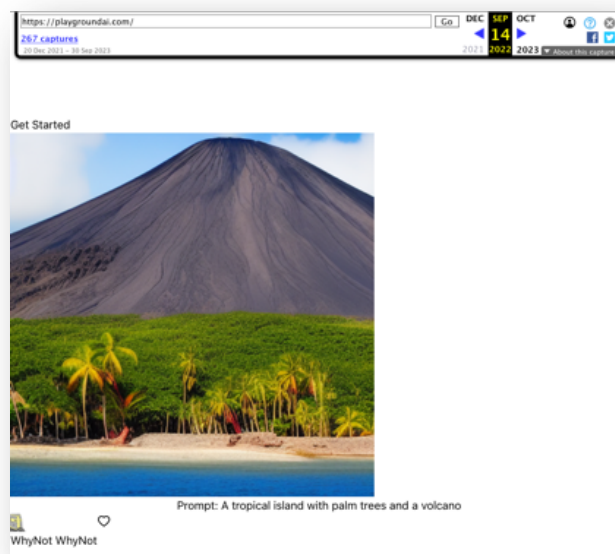 https://playgroundai.com/ Go DEC SEP OCT
267 captures 14
20 Dec 2021 - 30 Sep 2023 2021 2022 2023 ▼ About this capture
Get Started
Prompt: A tropical island with palm trees and a volcano
WhyNot WhyNot